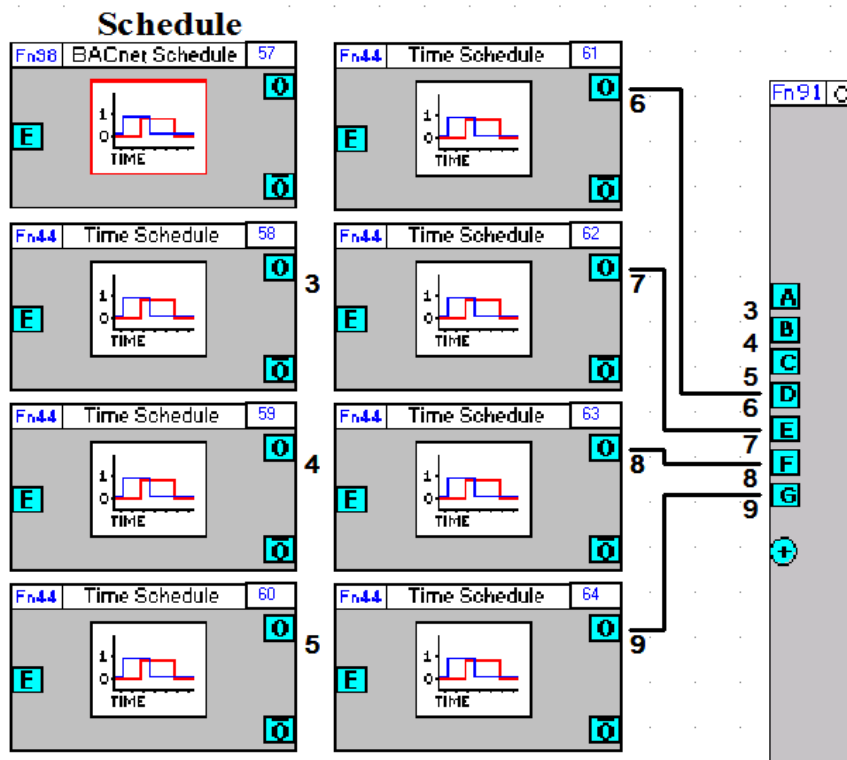 Schedule
Fn98 BACnet Schedule 57
O
E
1
0
TIME
O
Fn44 Time Schedule 61
O
6
E
1
0
TIME
O
Fn91
Fn44 Time Schedule 58
O
3
E
1
0
TIME
O
Fn44 Time Schedule 62
O
7
E
1
0
TIME
O
Fn44 Time Schedule 59
O
4
E
1
0
TIME
O
Fn44 Time Schedule 63
O
8
E
1
0
TIME
O
Fn44 Time Schedule 60
O
5
E
1
0
TIME
O
Fn44 Time Schedule 64
O
9
E
1
0
TIME
O
A
3
B
4
C
5
D
6
E
7
F
8
G
9
+